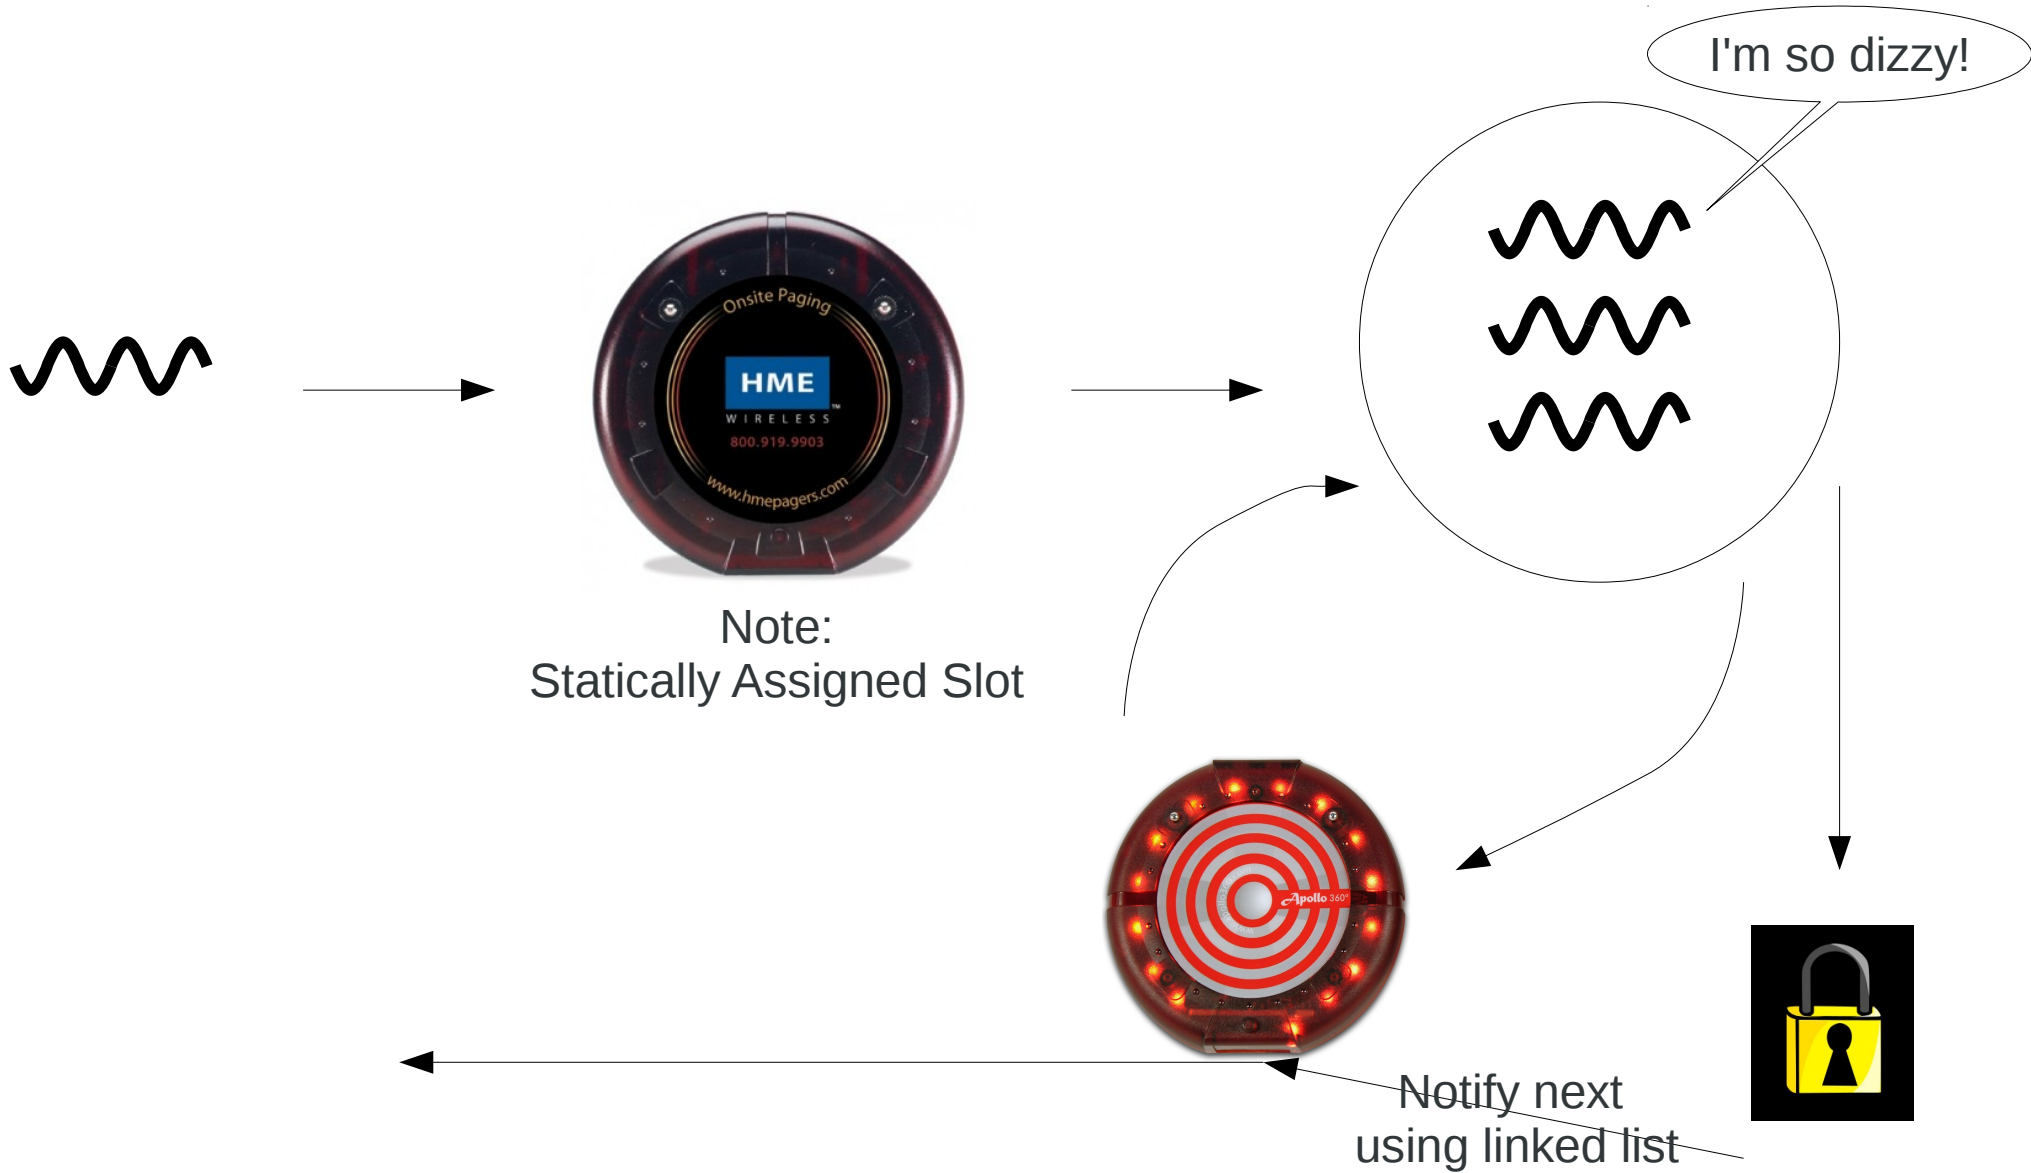 I'm so dizzy!
Onsite Paging
HME
™
WIRELESS
800.919.9903
www.hmepagers.com
Note:
Statically Assigned Slot
Apollo 360°
Notify next
using linked list